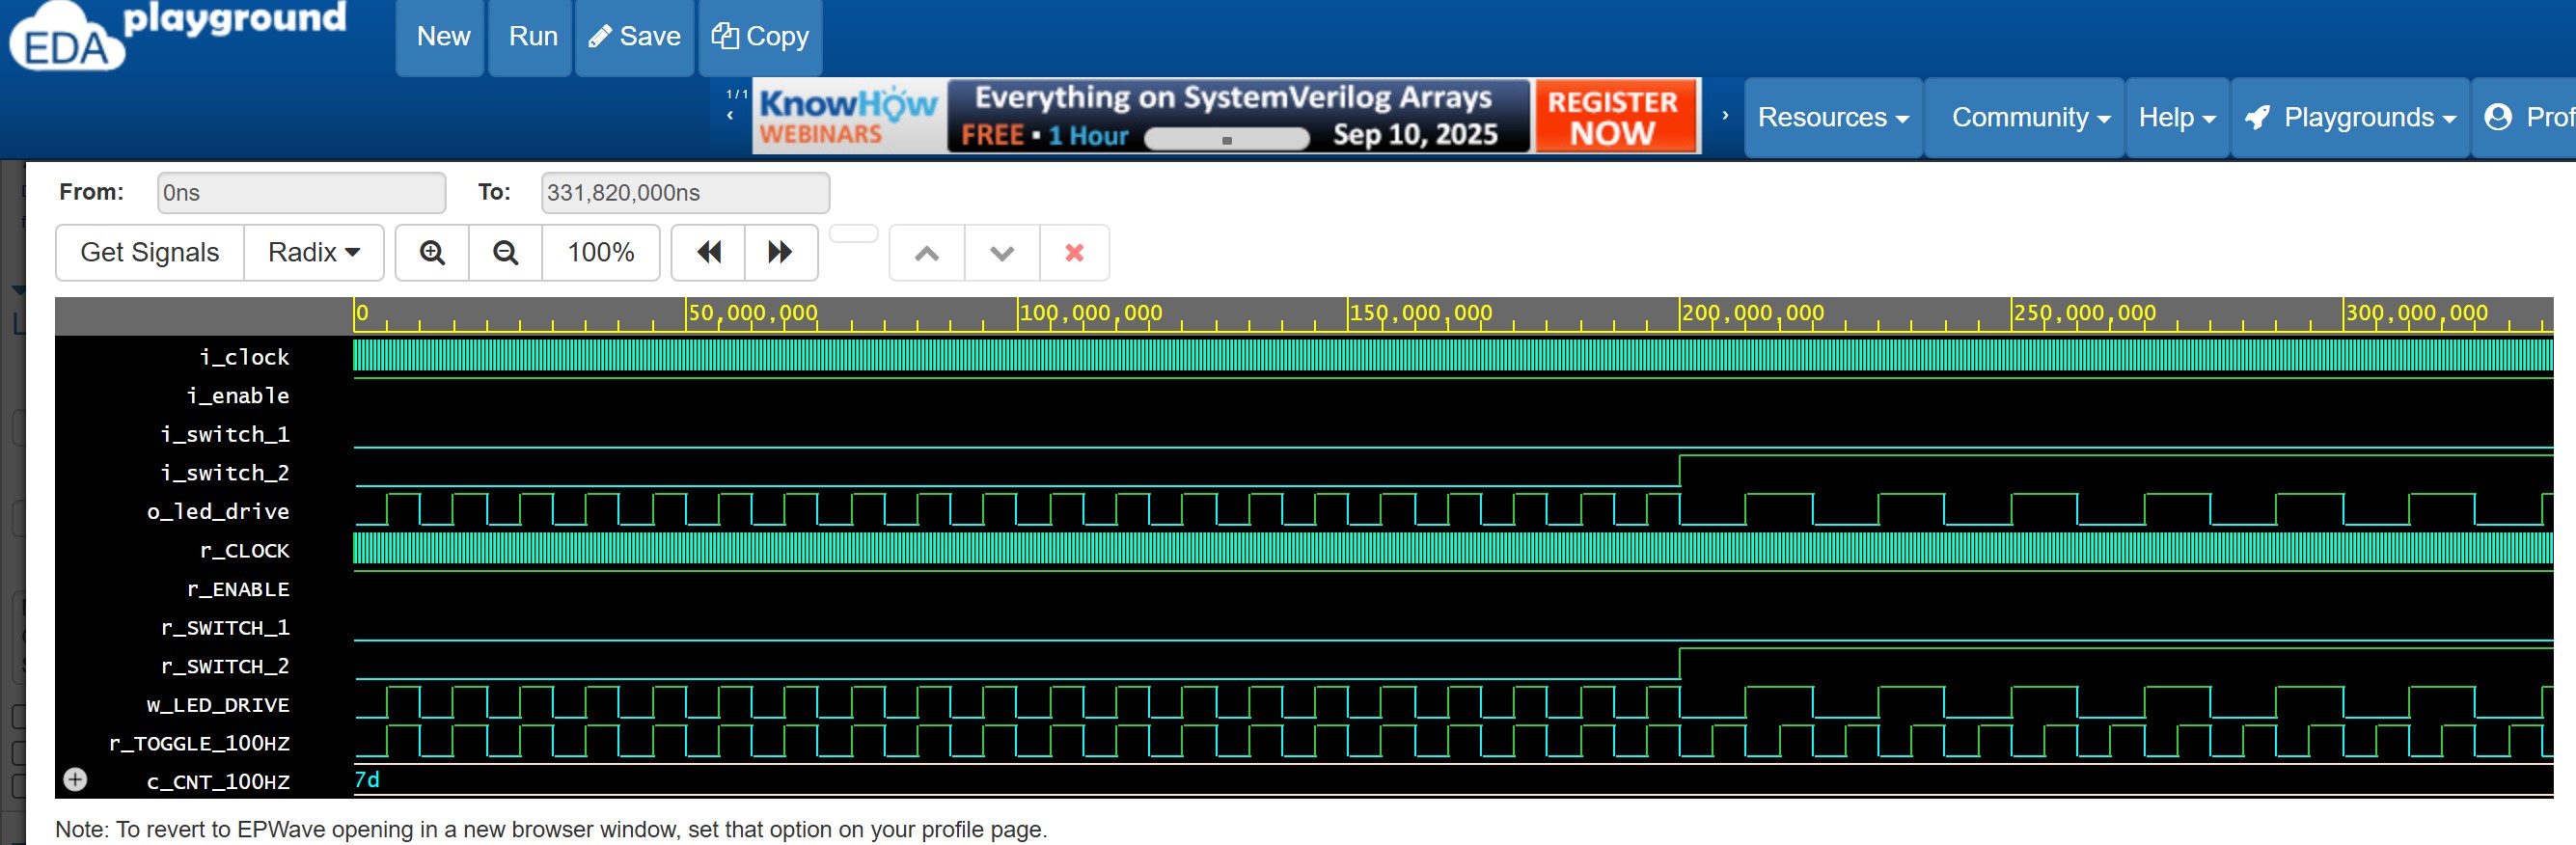 EDA playground
New Run Save Copy
1 / 1
‹
KnowHow
WEBINARS
Everything on SystemVerilog Arrays
FREE ▪ 1 Hour
Sep 10, 2025
REGISTER
NOW
›
Resources Community Help Playgrounds Prof
From: 0ns To: 331,820,000ns
Get Signals Radix 100%
0 50,000,000 100,000,000 150,000,000 200,000,000 250,000,000 300,000,000
i_clock
i_enable
i_switch_1
i_switch_2
o_led_drive
r_CLOCK
r_ENABLE
r_SWITCH_1
r_SWITCH_2
w_LED_DRIVE
r_TOGGLE_100HZ
c_CNT_100HZ 7d
Note: To revert to EPWave opening in a new browser window, set that option on your profile page.